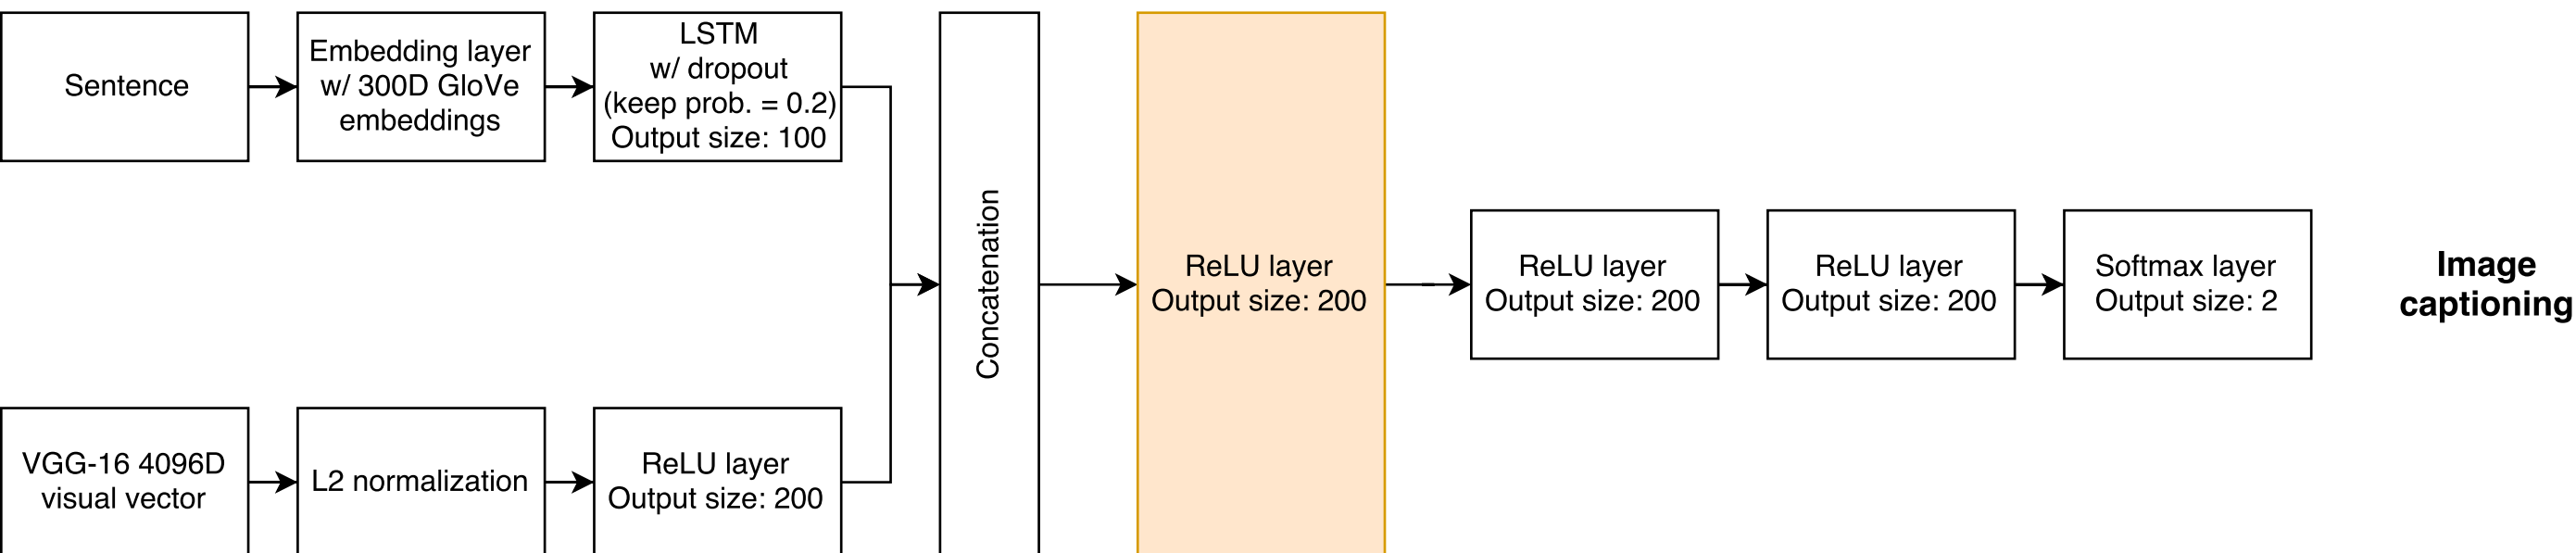 Sentence
Embedding layer
w/ 300D GloVe
embeddings
LSTM
w/ dropout
(keep prob. = 0.2)
Output size: 100
VGG-16 4096D
visual vector
L2 normalization
ReLU layer
Output size: 200
Concatenation
ReLU layer
Output size: 200
ReLU layer
Output size: 200
ReLU layer
Output size: 200
Softmax layer
Output size: 2
Image
captioning